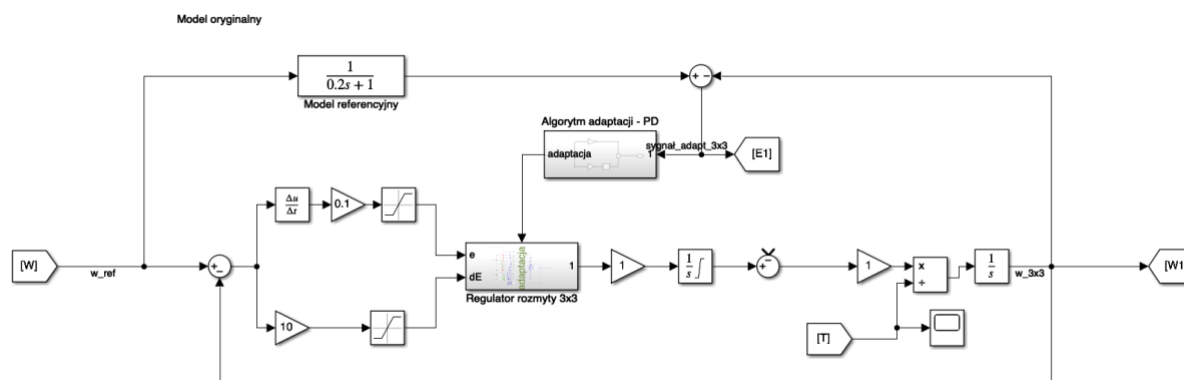 Model oryginalny
1
0.2s + 1
Model referencyjny
+ −
Algorytm adaptacji - PD
adaptacja
sygnał_adapt_3x3
1
[E1]
Δu
Δt
0.1
[W]
w_ref
+
−
e
dE
adaptacja
1
Regulator rozmyty 3x3
10
1
1
s
+
−
1
x
÷
1
s
w_3x3
[W1
[T]